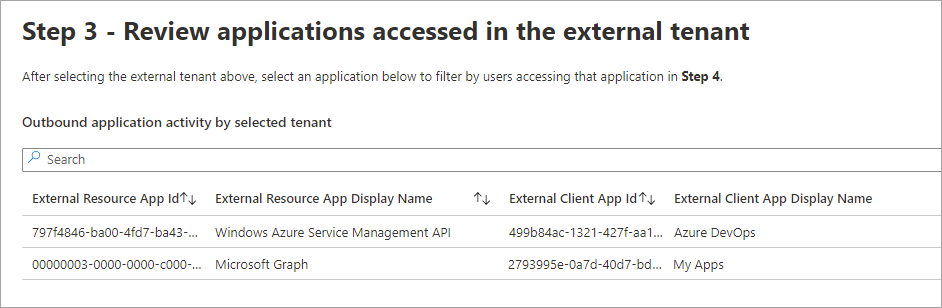 Step 3 - Review applications accessed in the external tenant
After selecting the external tenant above, select an application below to filter by users accessing that application in Step 4.
Outbound application activity by selected tenant
Search
External Resource App Id↑↓ External Resource App Display Name ↑↓ External Client App Id↑↓ External Client App Display Name
797f4846-ba00-4fd7-ba43-... Windows Azure Service Management API 499b84ac-1321-427f-aa1... Azure DevOps
00000003-0000-0000-c000-... Microsoft Graph 2793995e-0a7d-40d7-bd... My Apps